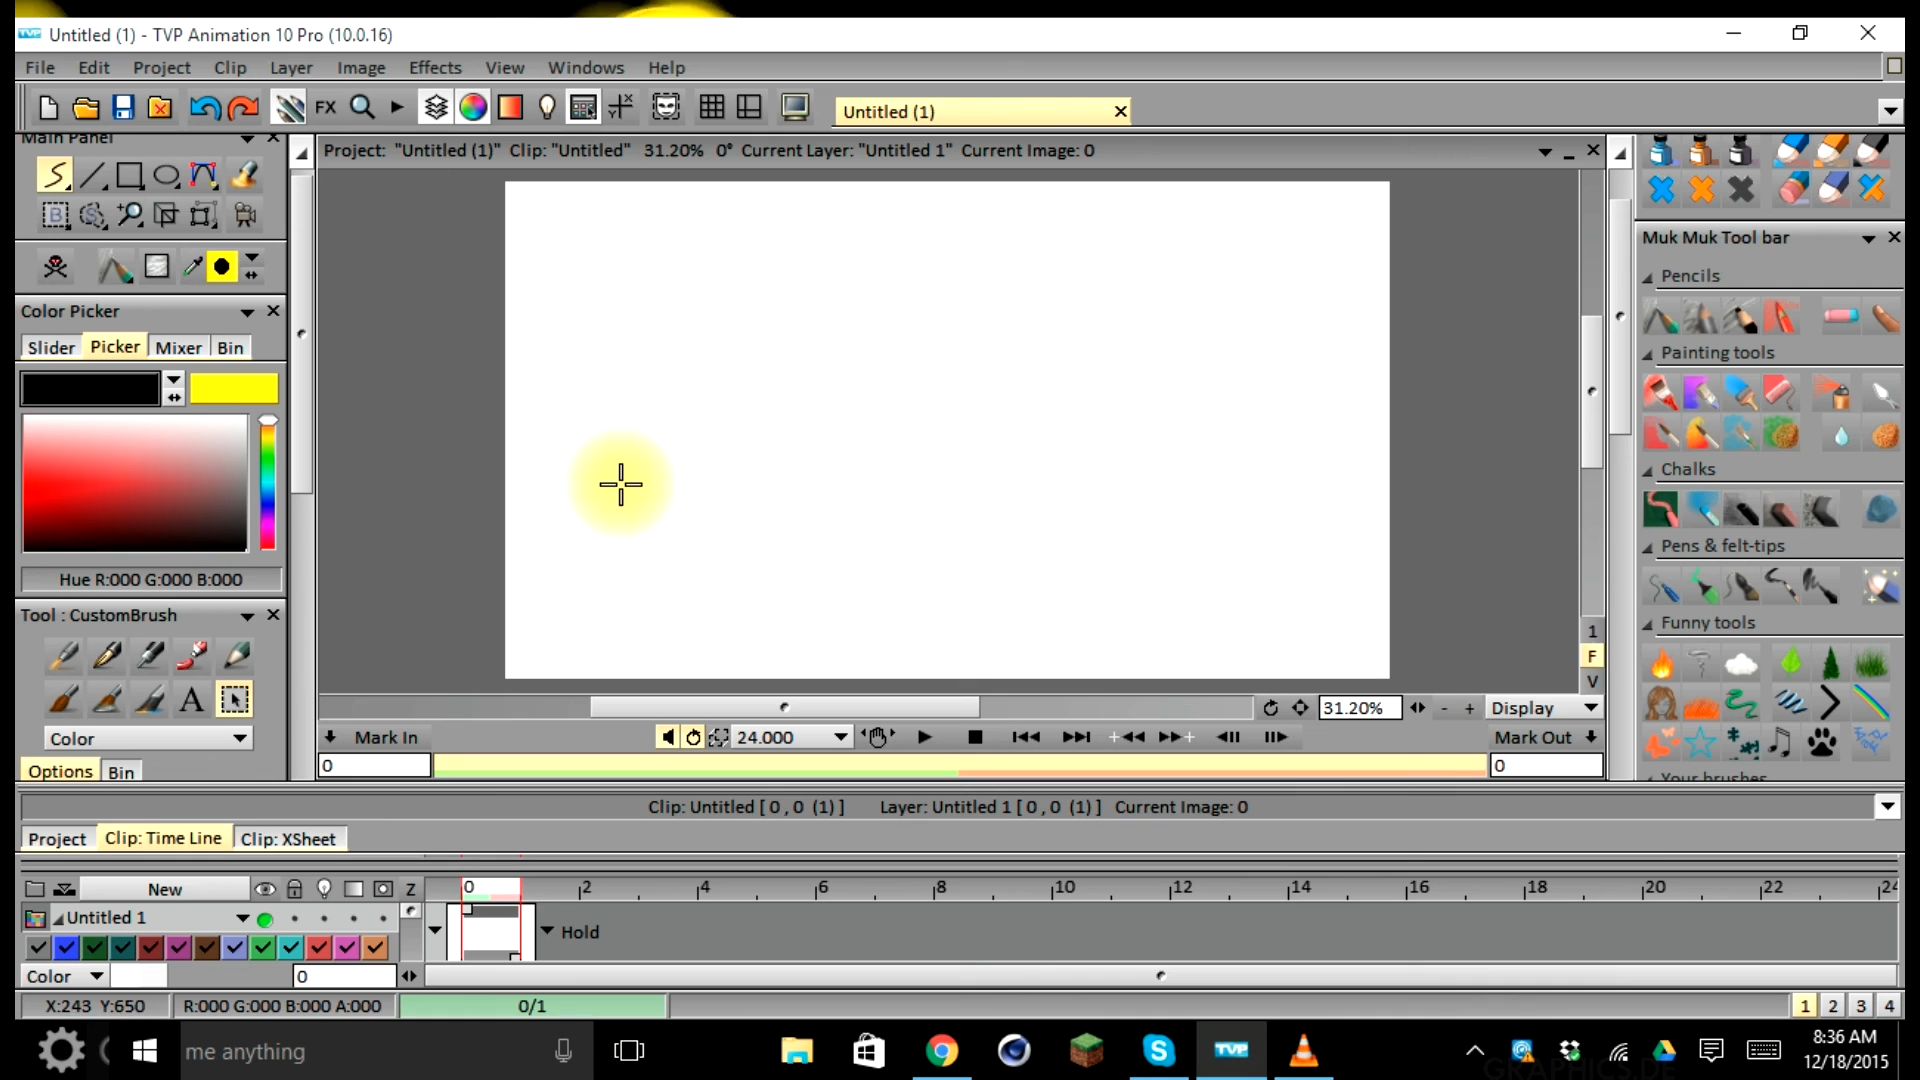 TVP Untitled (1) - TVP Animation 10 Pro (10.0.16)
File Edit Project Clip Layer Image Effects View Windows Help
FX Untitled (1)
Main Panel
Project: "Untitled (1)" Clip: "Untitled" 31.20% 0° Current Layer: "Untitled 1" Current Image: 0
Muk Muk Tool bar
Pencils
Color Picker
Slider Picker Mixer Bin
Painting tools
Chalks
Pens & felt-tips
Hue R:000 G:000 B:000
Tool : CustomBrush
Funny tools
1
F
V
A
31.20% - + Display
Color
Mark In 24.000 Mark Out
Options Bin
0 0
Your brushes
Clip: Untitled [ 0 , 0 (1) ] Layer: Untitled 1 [ 0 , 0 (1) ] Current Image: 0
Project Clip: Time Line Clip: XSheet
New Z 0 2 4 6 8 10 12 14 16 18 20 22 24
Untitled 1
Hold
Color 0
X:243 Y:650 R:000 G:000 B:000 A:000 0/1 1 2 3 4
me anything TVP 8:36 AM
12/18/2015
GRAPHICS.DE